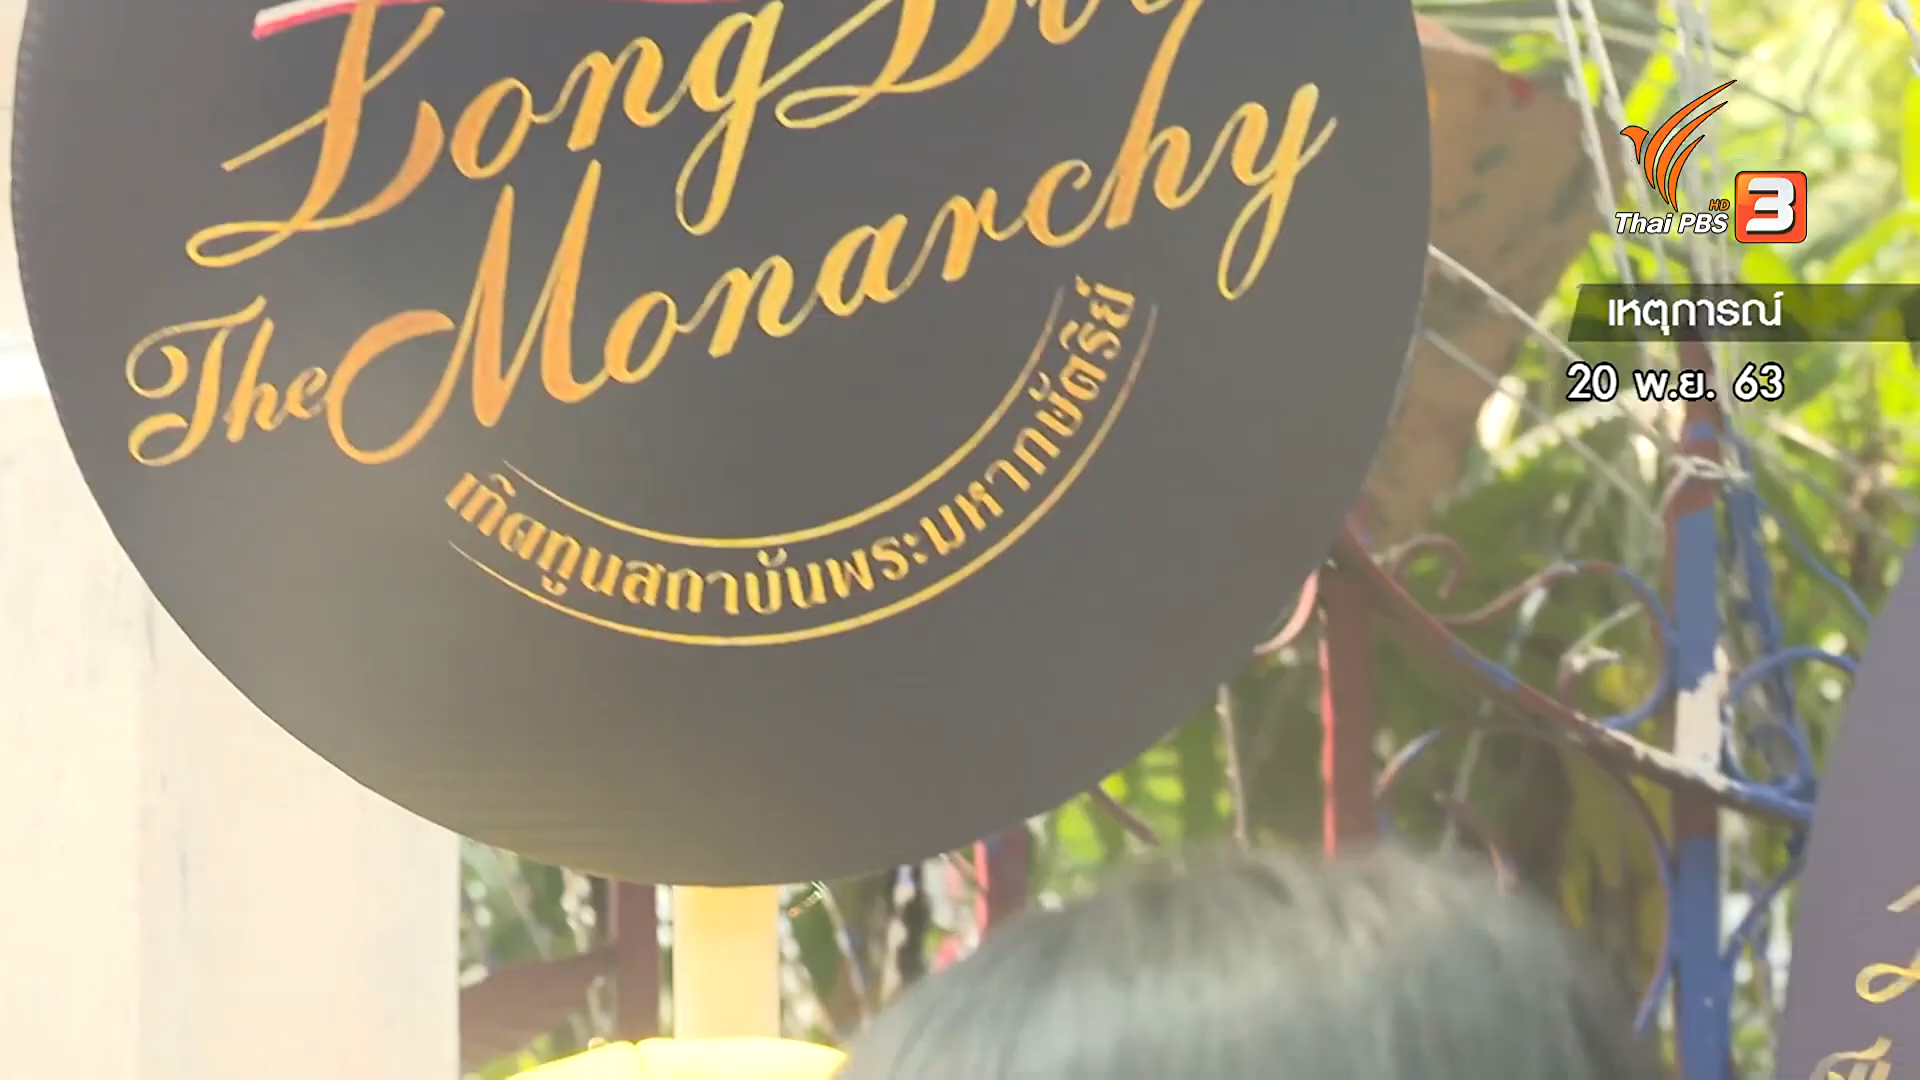 Long
The Monarchy
เทิดทูนสถาบันพระมหากษัตริย์
Thai PBS HD 3
เหตุการณ์
20 พ.ย. 63